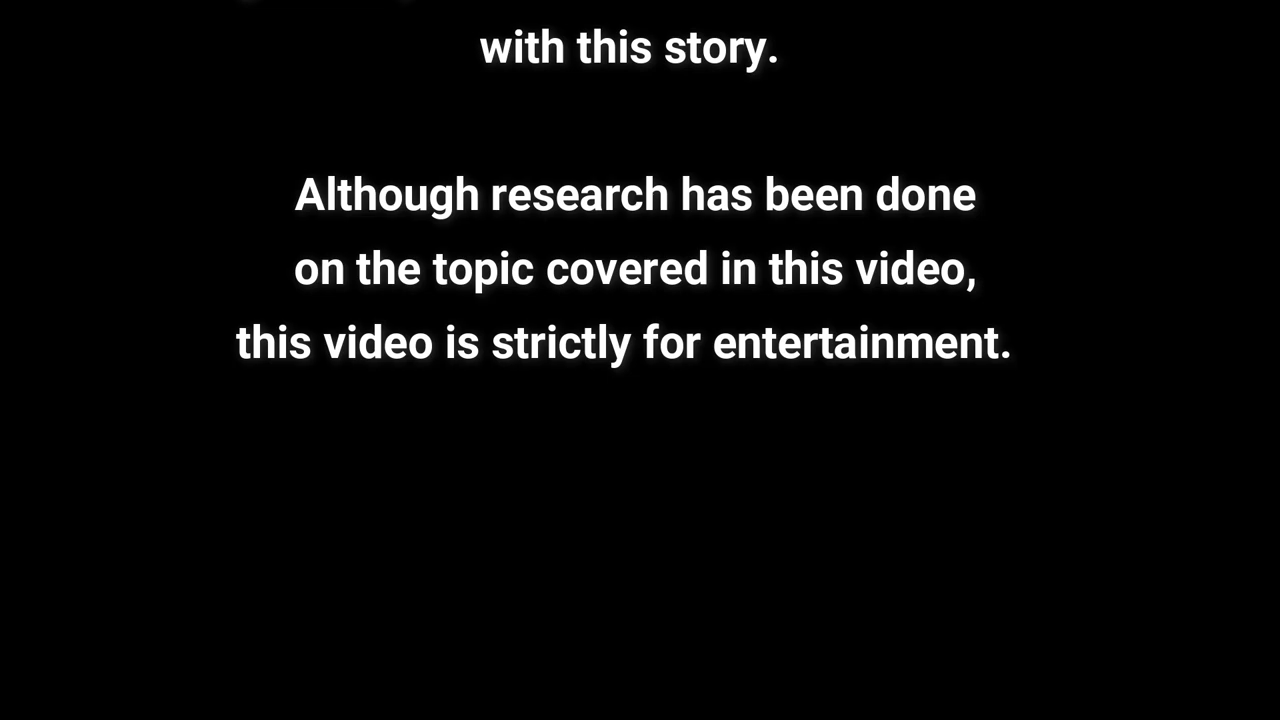 with this story.
Although research has been done
on the topic covered in this video,
this video is strictly for entertainment.